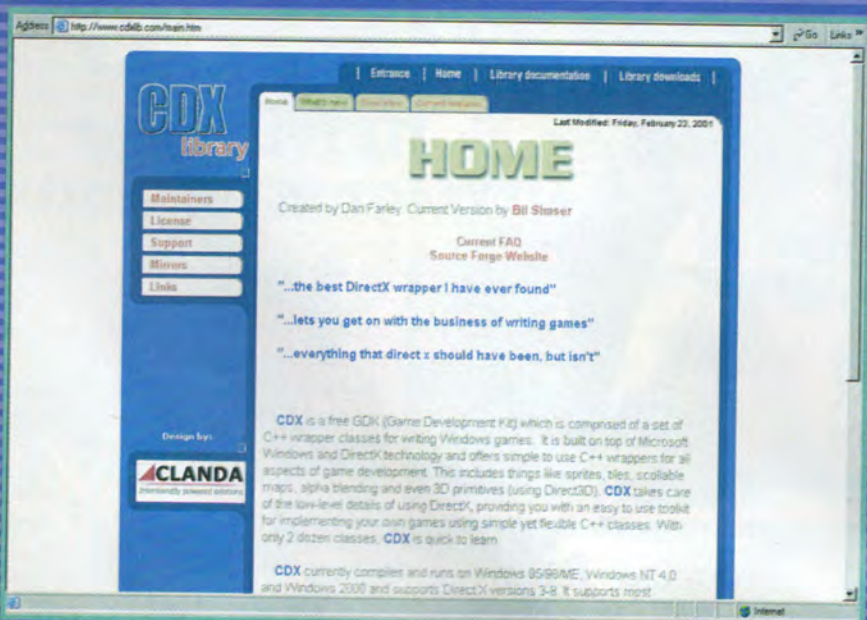 Address http://www.cdxlib.com/main.htm Go Links »
| Entrance | Home | Library documentation | Library downloads |
CDX
library
Home What's new Overview Current features
Last Modified: Friday, February 23, 2001
HOME
Maintainers
License
Support
Mirrors
Links
Created by Dan Farley. Current Version by Bil Simser
Current FAQ
Source Forge Website
"...the best DirectX wrapper I have ever found"
"...lets you get on with the business of writing games"
"...everything that direct x should have been, but isn't"
Design by:
CLANDA
CDX is a free GDK (Game Development Kit) which is comprised of a set of
C++ wrapper classes for writing Windows games. It is built on top of Microsoft
Windows and DirectX technology and offers simple to use C++ wrappers for all
aspects of game development. This includes things like sprites, tiles, scollable
maps, alpha blending and even 3D primitives (using Direct3D). CDX takes care
of the low-level details of using DirectX, providing you with an easy to use toolkit
for implementing your own games using simple yet flexible C++ classes. With
only 2 dozen classes, CDX is quick to learn.
CDX currently compiles and runs on Windows 95/98/ME, Windows NT 4.0
and Windows 2000 and supports DirectX versions 3-8. It supports most
Internet